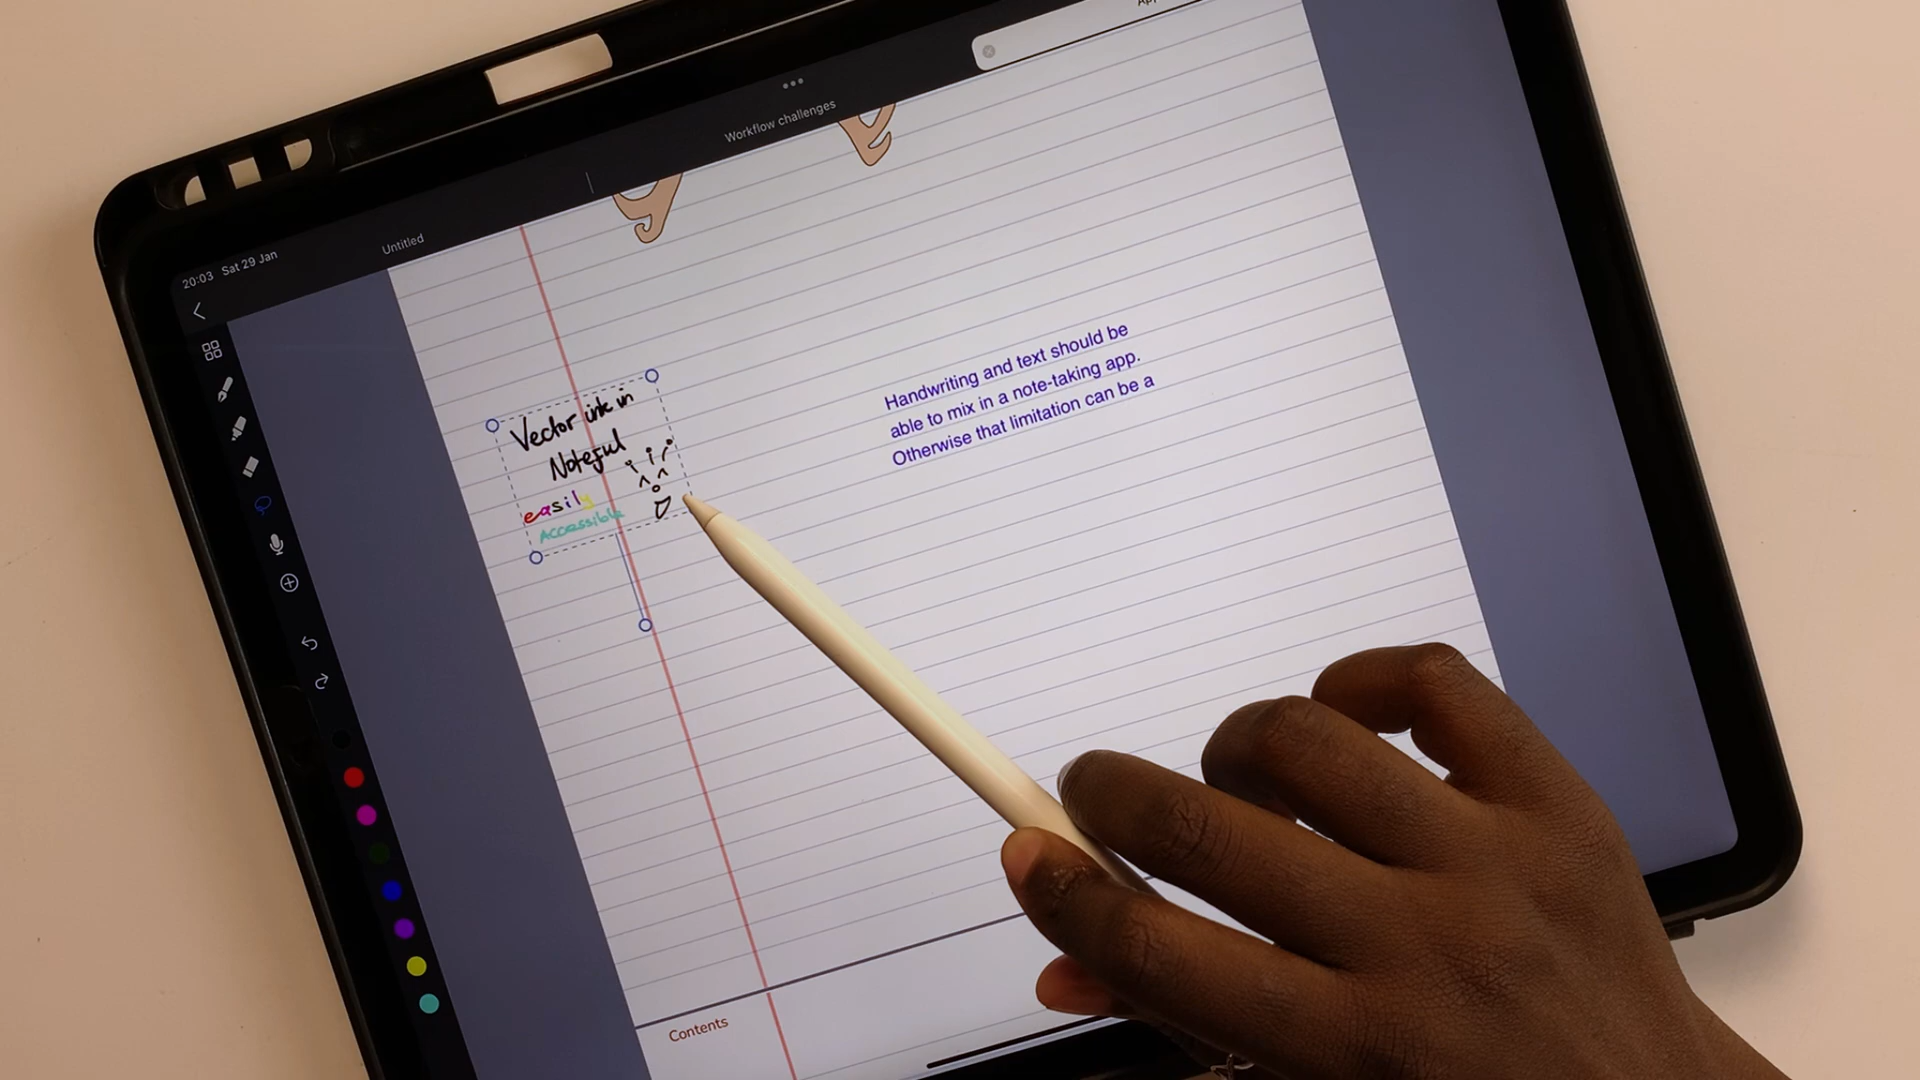 Workflow challenges
Untitled
20:03 Sat 29 Jan
Handwriting and text should be
able to mix in a note-taking app.
Otherwise that limitation can be a
Vector ink in
Noteful
easily
Accessible
Contents